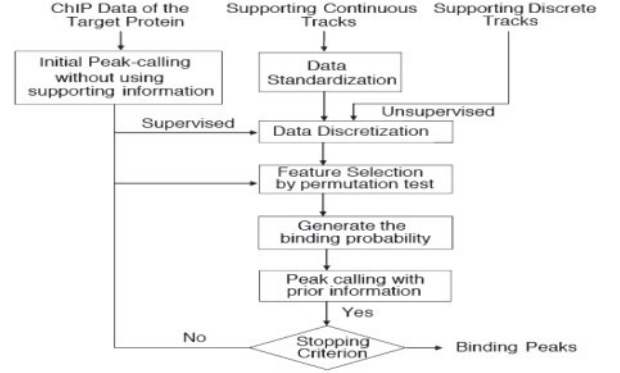 ChIP Data of the
Target Protein
Supporting Continuous
Tracks
Supporting Discrete
Tracks
Initial Peak-calling
without using
supporting information
Data
Standardization
Unsupervised
Supervised
Data Discretization
Feature Selection
by permutation test
Generate the
binding probability
Peak calling with
prior information
Yes
No
Stopping
Criterion
Binding Peaks